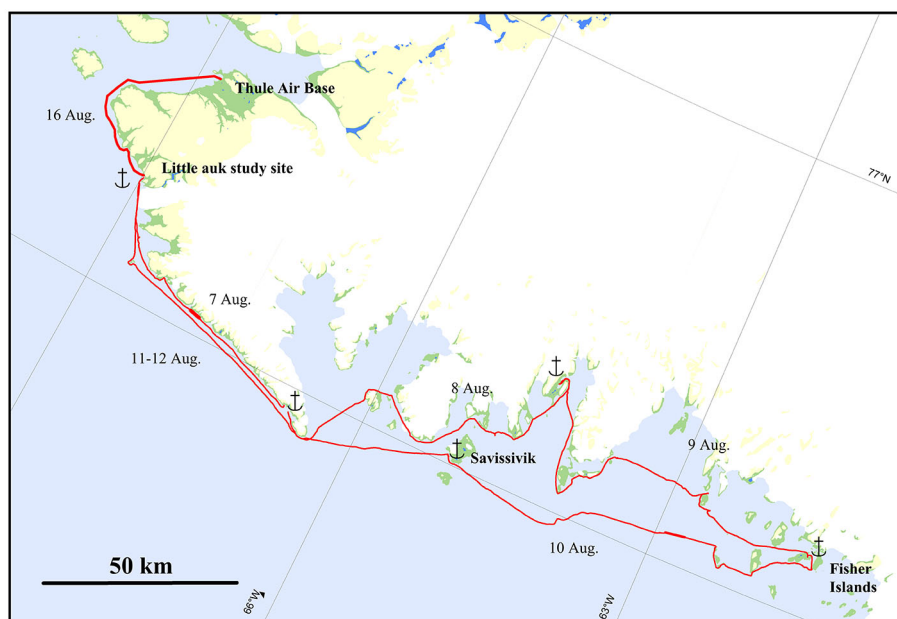 Thule Air Base
16 Aug.
Little auk study site
77°N
7 Aug.
11-12 Aug.
8 Aug.
Savissivik
9 Aug.
10 Aug.
Fisher
Islands
50 km
66°W
63°W